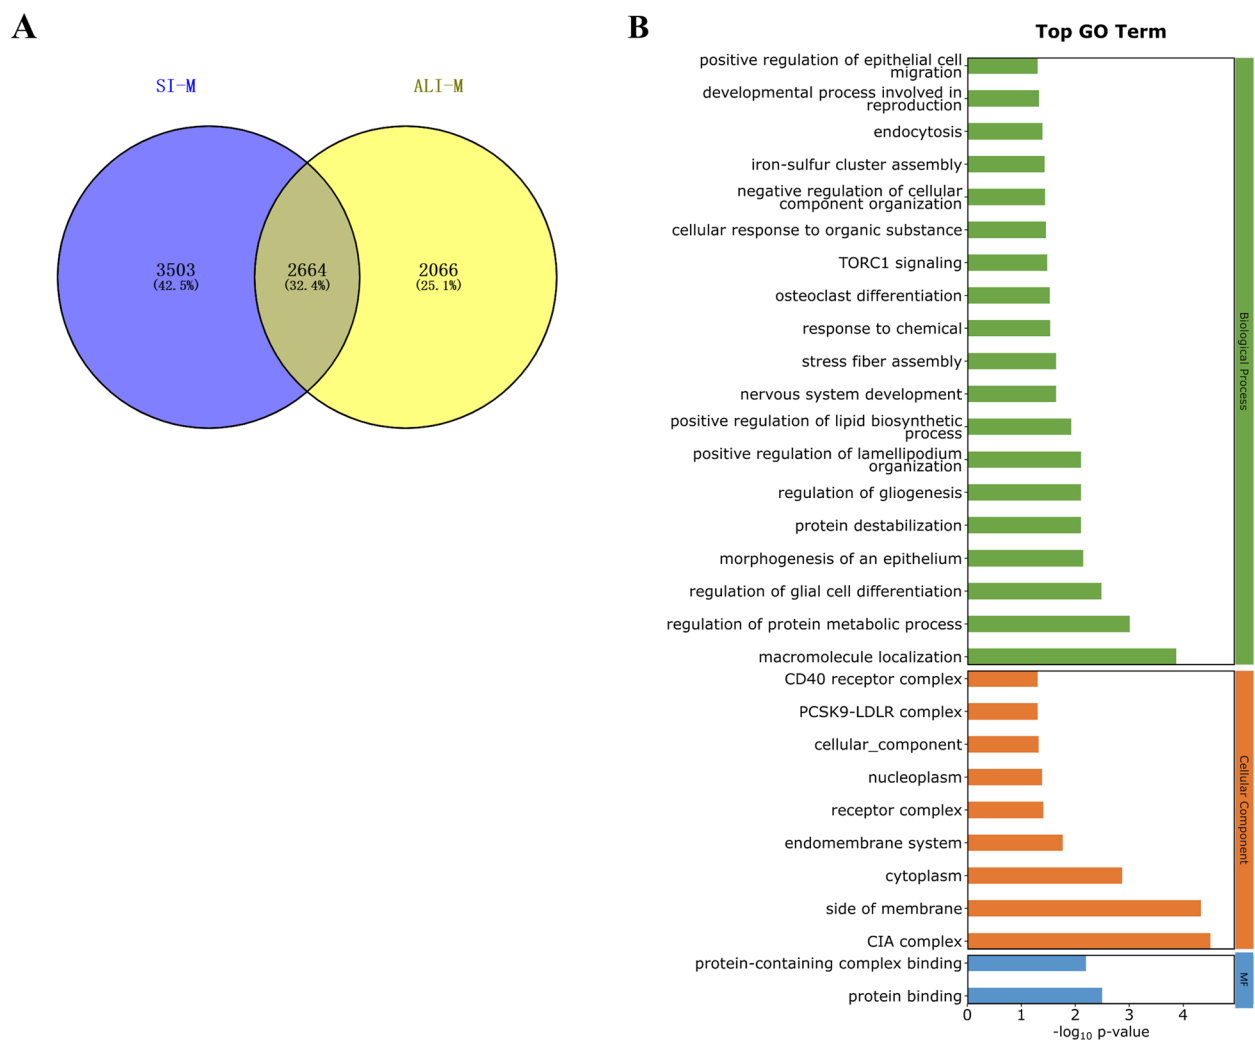 A
SI-M
ALI-M
3503
(42.5%)
2664
(32.4%)
2066
(25.1%)
B
Top GO Term
positive regulation of epithelial cell
migration
developmental process involved in
reproduction
endocytosis
iron-sulfur cluster assembly
negative regulation of cellular
component organization
cellular response to organic substance
TORC1 signaling
osteoclast differentiation
response to chemical
stress fiber assembly
nervous system development
positive regulation of lipid biosynthetic
process
positive regulation of lamellipodium
organization
regulation of gliogenesis
protein destabilization
morphogenesis of an epithelium
regulation of glial cell differentiation
regulation of protein metabolic process
macromolecule localization
Biological Process
CD40 receptor complex
PCSK9-LDLR complex
cellular_component
nucleoplasm
receptor complex
endomembrane system
cytoplasm
side of membrane
CIA complex
Cellular Component
protein-containing complex binding
protein binding
MF
0 1 2 3 4
-log₁₀ p-value